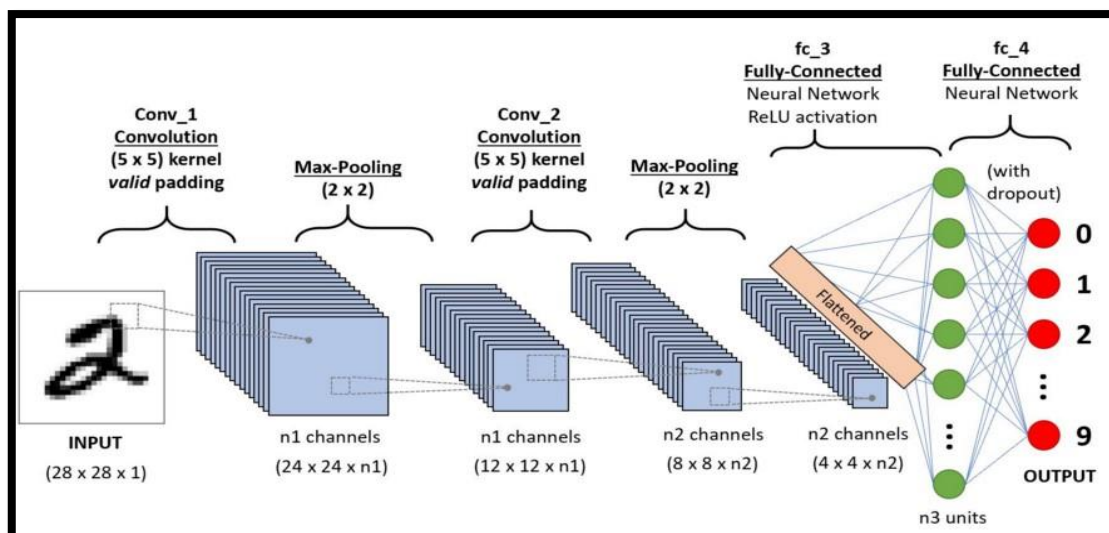 fc_3
Fully-Connected
Neural Network
ReLU activation
fc_4
Fully-Connected
Neural Network
Conv_1
Convolution
(5 x 5) kernel
valid padding
Max-Pooling
(2 x 2)
Conv_2
Convolution
(5 x 5) kernel
valid padding
Max-Pooling
(2 x 2)
(with
dropout)
Flattened
0
1
2
9
INPUT
(28 x 28 x 1)
n1 channels
(24 x 24 x n1)
n1 channels
(12 x 12 x n1)
n2 channels
(8 x 8 x n2)
n2 channels
(4 x 4 x n2)
n3 units
OUTPUT